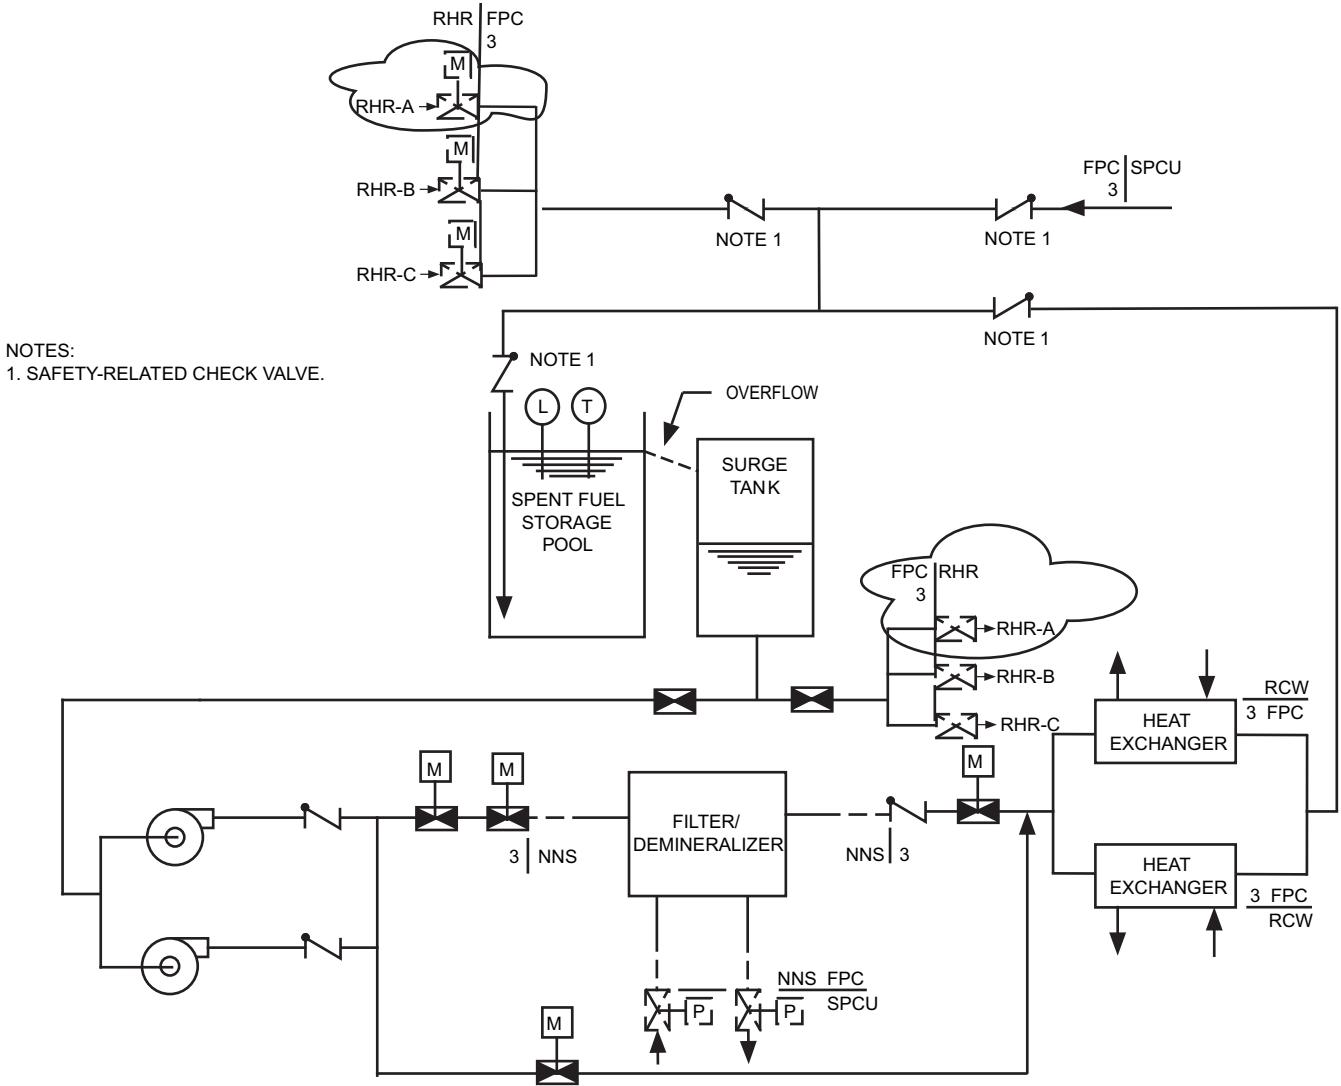 RHR FPC
3
M
RHR-A
M
RHR-B
M
RHR-C
FPC SPCU
3
NOTE 1
NOTE 1
NOTE 1
NOTES:
1. SAFETY-RELATED CHECK VALVE.
NOTE 1
L
T
OVERFLOW
SPENT FUEL
STORAGE
POOL
SURGE
TANK
FPC RHR
3
RHR-A
RHR-B
RHR-C
RCW
3 FPC
HEAT
EXCHANGER
M
M
M
FILTER/
DEMINERALIZER
3 NNS
NNS 3
HEAT
EXCHANGER
3 FPC
RCW
NNS FPC
SPCU
P
P
M